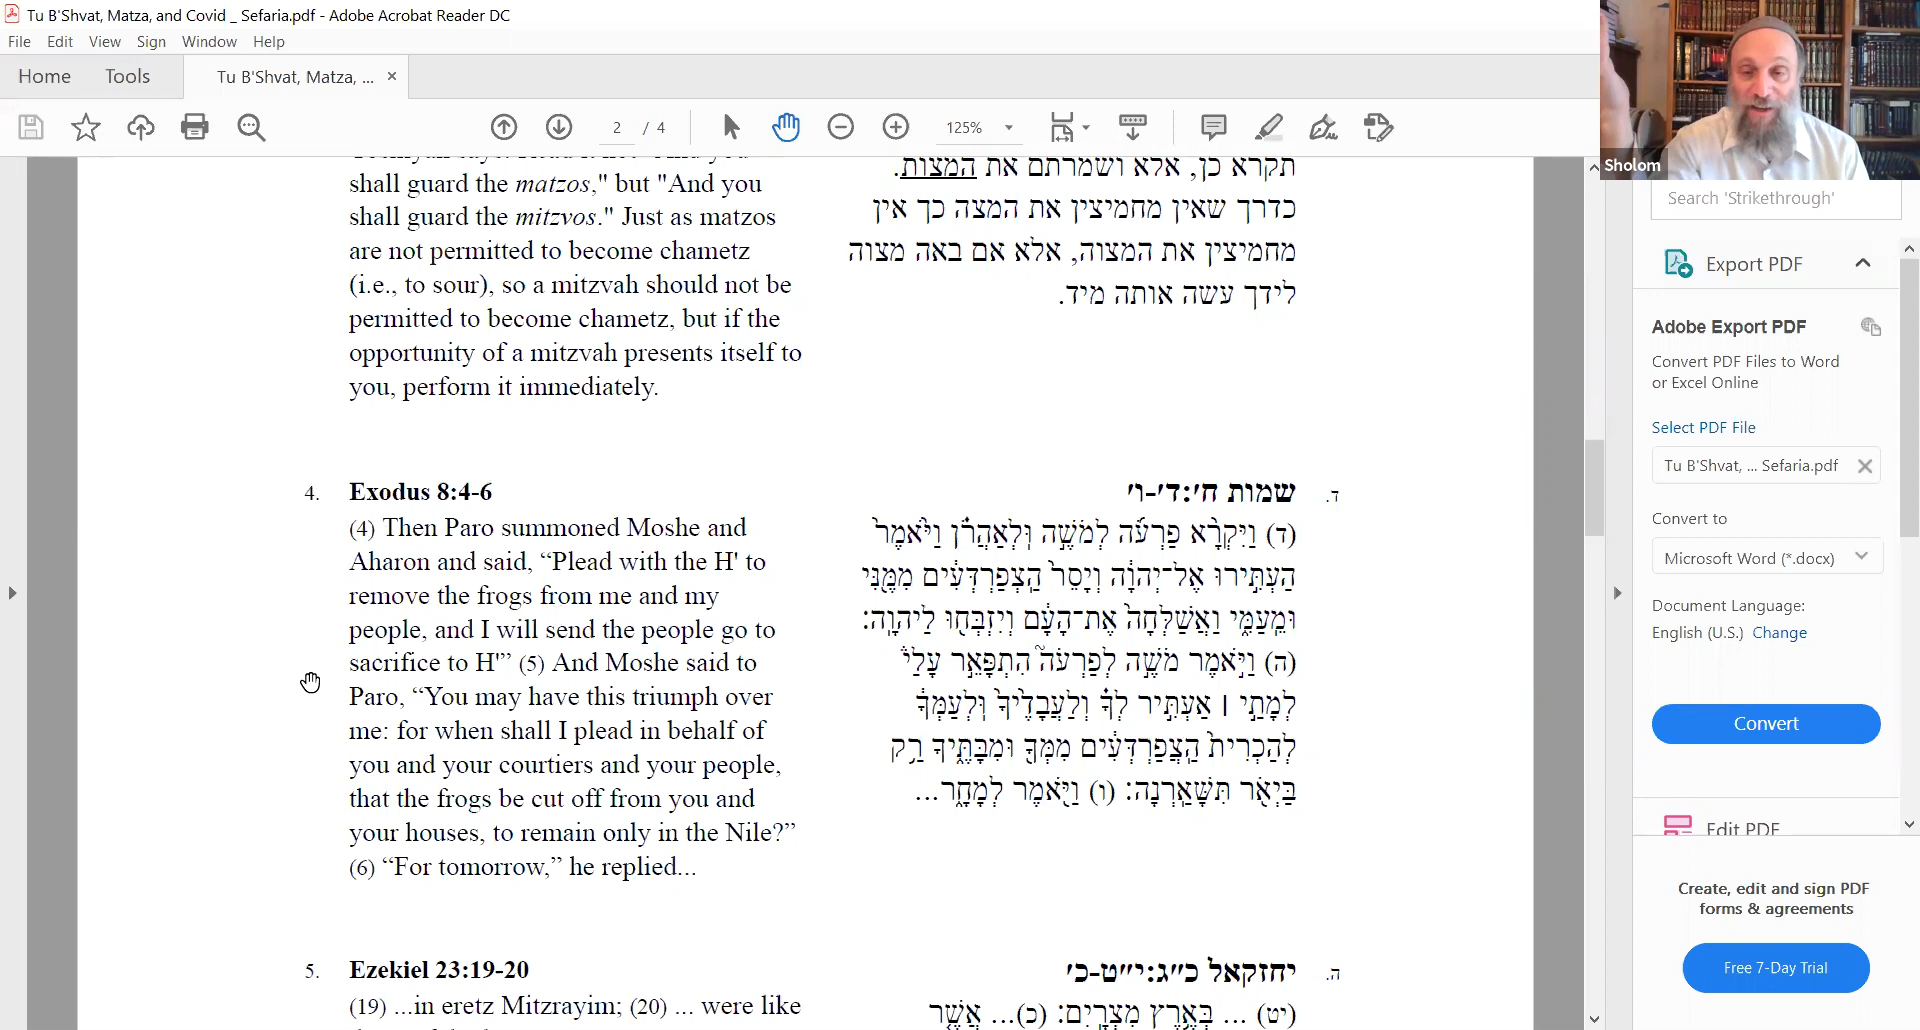 Tu B'Shvat, Matza, and Covid _ Sefaria.pdf - Adobe Acrobat Reader DC
File Edit View Sign Window Help
Home Tools Tu B'Shvat, Matza, ... ×
2 / 4 125%
shall guard the matzos," but "And you
shall guard the mitzvos." Just as matzos
are not permitted to become chametz
(i.e., to sour), so a mitzvah should not be
permitted to become chametz, but if the
opportunity of a mitzvah presents itself to
you, perform it immediately.
תקרא כן, אלא ושמרתם את המצות.
כדרך שאין מחמיצין את המצה כך אין
מחמיצין את המצוה, אלא אם באה מצוה
לידך עשה אותה מיד.
4. Exodus 8:4-6
(4) Then Paro summoned Moshe and
Aharon and said, “Plead with the H' to
remove the frogs from me and my
people, and I will send the people go to
sacrifice to H'” (5) And Moshe said to
Paro, “You may have this triumph over
me: for when shall I plead in behalf of
you and your courtiers and your people,
that the frogs be cut off from you and
your houses, to remain only in the Nile?”
(6) “For tomorrow,” he replied...
ד. שמות ח׳:ד׳-ו׳
(ד) וַיִּקְרָ֨א פַרְעֹ֜ה לְמֹשֶׁ֣ה וּֽלְאַהֲרֹ֗ן וַיֹּ֙אמֶר֙
הַעְתִּ֣ירוּ אֶל־יְהוָ֔ה וְיָסֵר֙ הַֽצְפַרְדְּעִ֔ים מִמֶּ֖נִּי
וּמֵֽעַמִּ֑י וַאֲשַׁלְּחָה֙ אֶת־הָעָ֔ם וְיִזְבְּח֖וּ לַיהוָֽה׃
(ה) וַיֹּ֣אמֶר מֹשֶׁ֣ה לְפַרְעֹה֮ הִתְפָּאֵ֣ר עָלַי֒
לְמָתַ֣י ׀ אַעְתִּ֣יר לְךָ֗ וְלַעֲבָדֶ֙יךָ֙ וּֽלְעַמְּךָ֔
לְהַכְרִית֙ הַֽצֲפַרְדְּעִ֔ים מִמְּךָ֖ וּמִבָּתֶּ֑יךָ רַ֥ק
בַּיְאֹ֖ר תִּשָּׁאַֽרְנָה׃ (ו) וַיֹּ֖אמֶר לְמָחָ֑ר...
5. Ezekiel 23:19-20
(19) ...in eretz Mitzrayim; (20) ... were like
ה. יחזקאל כ״ג:י״ט-כ׳
(יט) ... בְּאֶ֥רֶץ מִצְרָֽיִם׃ (כ)... אֲשֶׁ֤ר
Sholom
Search 'Strikethrough'
Export PDF
Adobe Export PDF
Convert PDF Files to Word
or Excel Online
Select PDF File
Tu B'Shvat, ... Sefaria.pdf
Convert to
Microsoft Word (*.docx)
Document Language:
English (U.S.) Change
Convert
Edit PDF
Create, edit and sign PDF
forms & agreements
Free 7-Day Trial